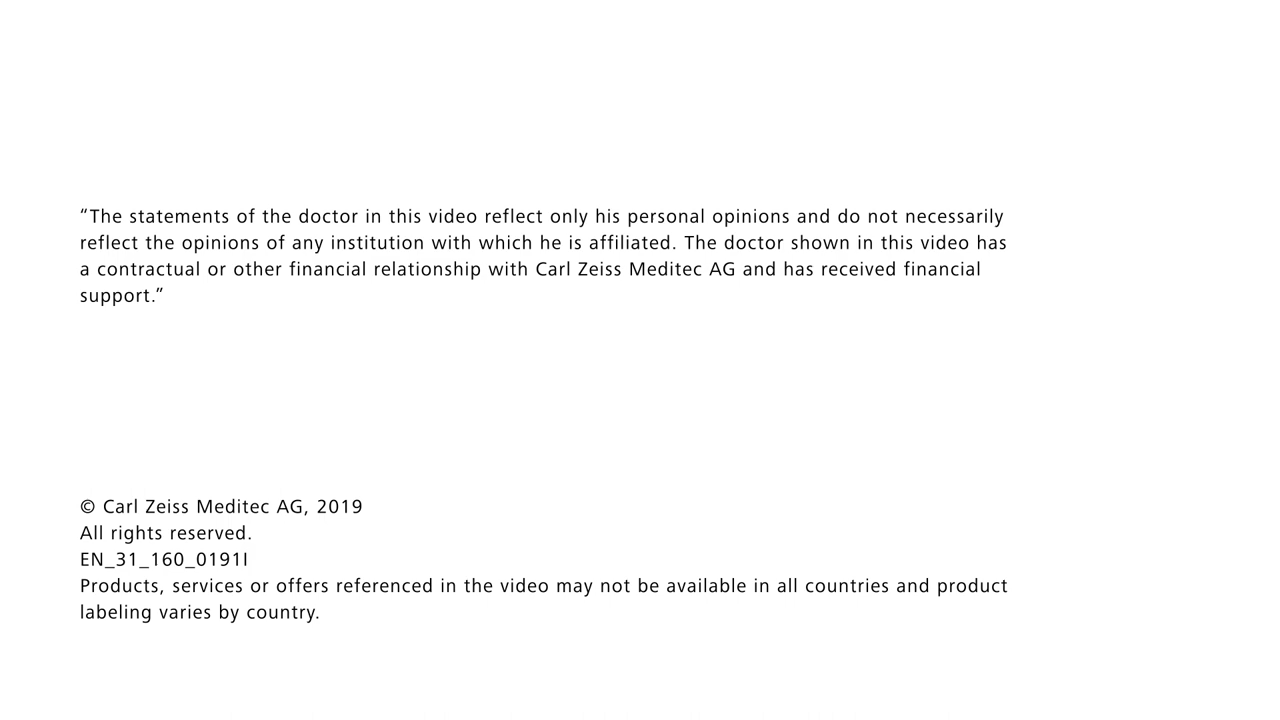 “The statements of the doctor in this video reflect only his personal opinions and do not necessarily
reflect the opinions of any institution with which he is affiliated. The doctor shown in this video has
a contractual or other financial relationship with Carl Zeiss Meditec AG and has received financial
support.”
© Carl Zeiss Meditec AG, 2019
All rights reserved.
EN_31_160_0191I
Products, services or offers referenced in the video may not be available in all countries and product
labeling varies by country.